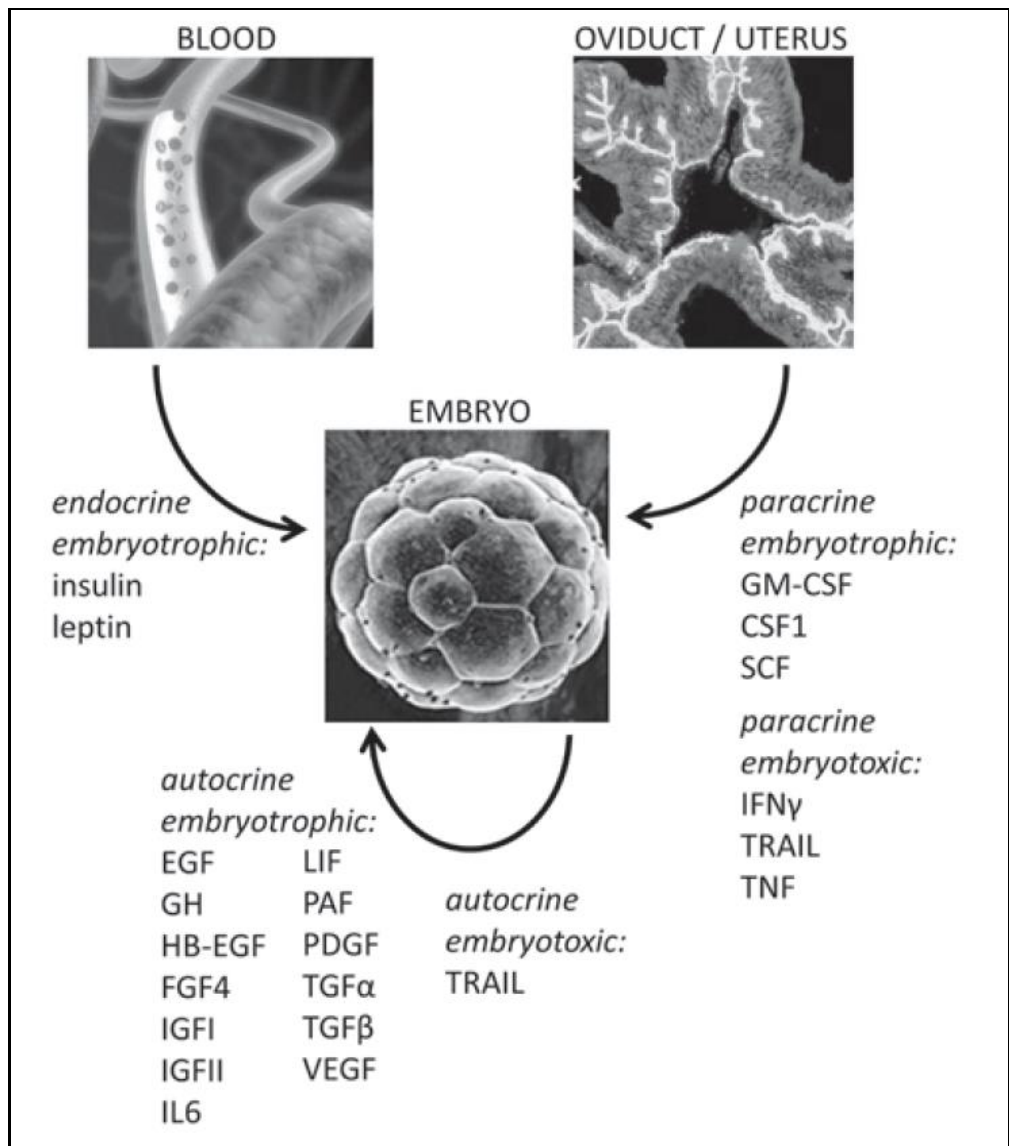 BLOOD
OVIDUCT / UTERUS
EMBRYO
endocrine
embryotrophic:
insulin
leptin
paracrine
embryotrophic:
GM-CSF
CSF1
SCF
paracrine
embryotoxic:
IFNγ
TRAIL
TNF
autocrine
embryotrophic:
EGF LIF
GH PAF
HB-EGF PDGF
FGF4 TGFα
IGFI TGFβ
IGFII VEGF
IL6
autocrine
embryotoxic:
TRAIL